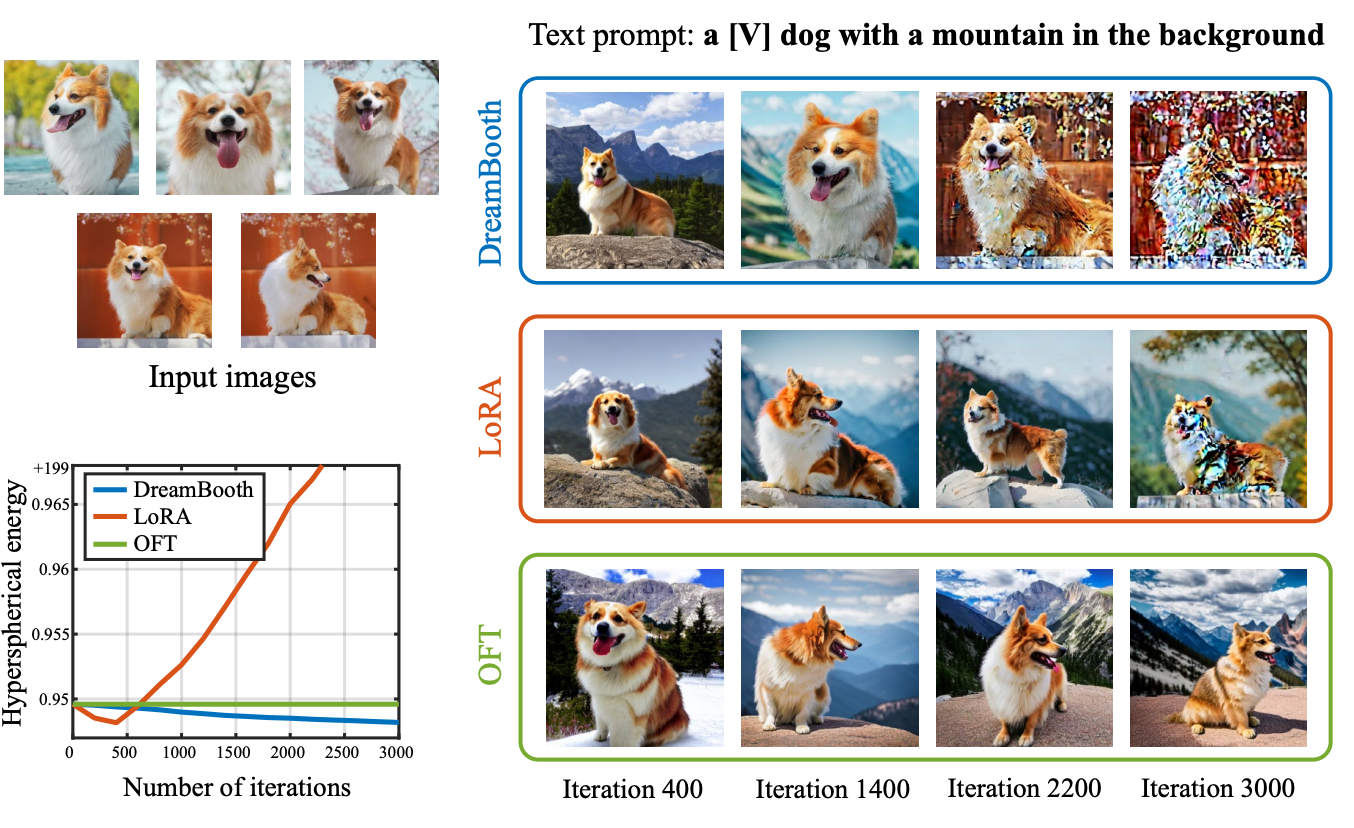 Text prompt: a [V] dog with a mountain in the background
Input images
DreamBooth
LoRA
OFT
Hyperspherical energy
+199
0.965
0.96
0.955
0.95
DreamBooth
LoRA
OFT
0 500 1000 1500 2000 2500 3000
Number of iterations
Iteration 400 Iteration 1400 Iteration 2200 Iteration 3000